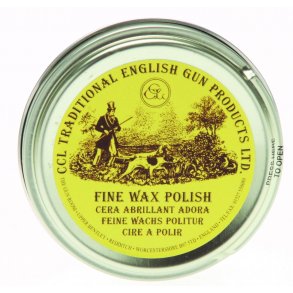 CCL TRADITIONAL ENGLISH GUN PRODUCTS LTD.
FINE WAX POLISH
CERA ABRILLANT ADORA
FEINE WACHS POLITUR
CIRE A POLIR
TO OPEN